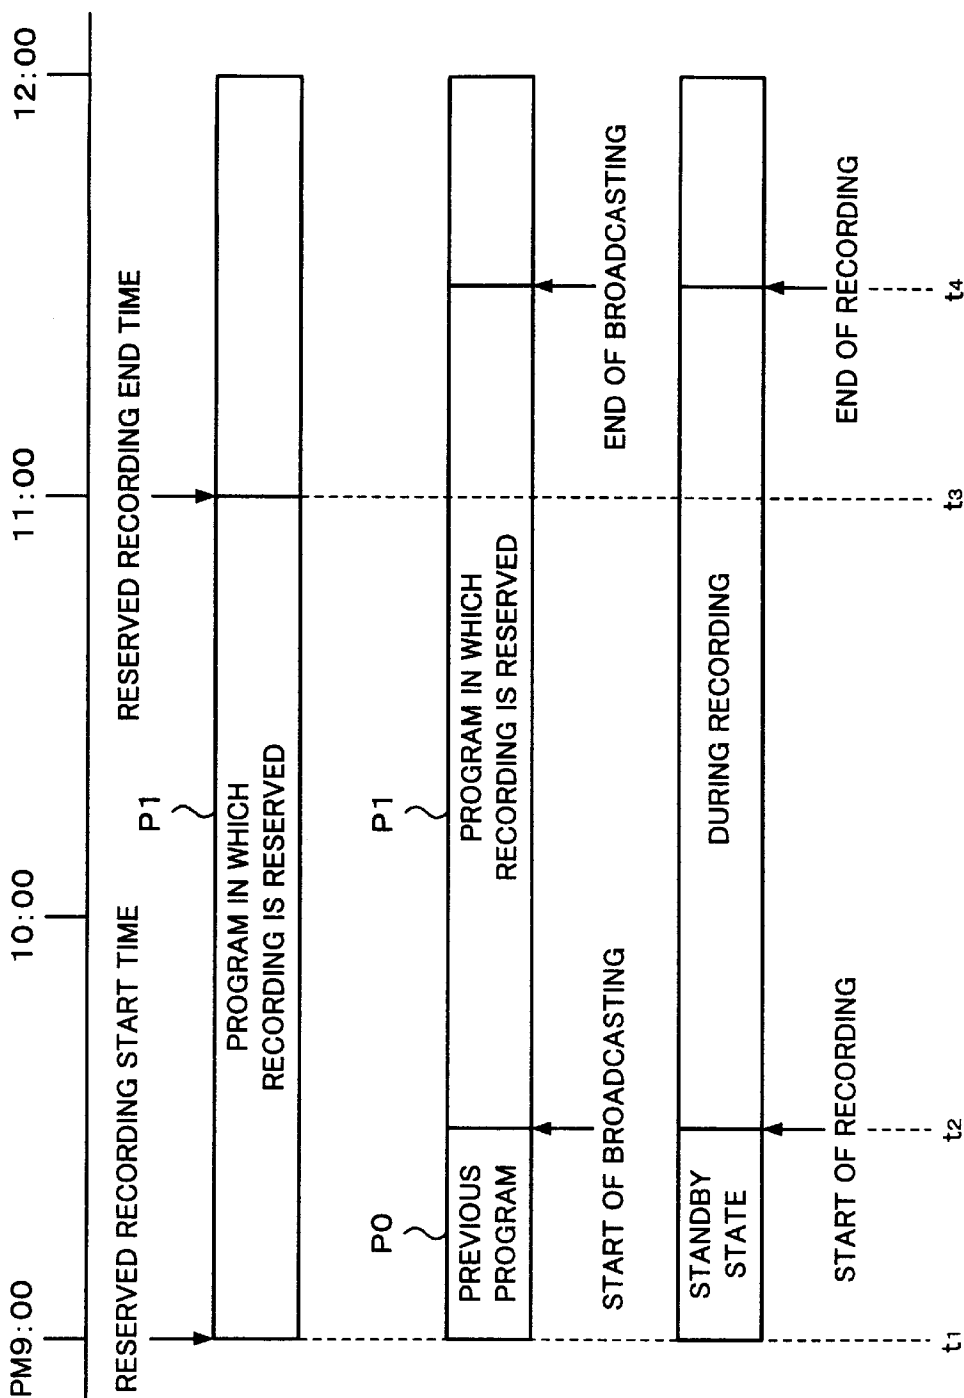 PM9:00
10:00
11:00
12:00
RESERVED RECORDING START TIME
RESERVED RECORDING END TIME
P1
PROGRAM IN WHICH
RECORDING IS RESERVED
P0
PREVIOUS
PROGRAM
P1
PROGRAM IN WHICH
RECORDING IS RESERVED
START OF BROADCASTING
END OF BROADCASTING
STANDBY
STATE
DURING RECORDING
START OF RECORDING
END OF RECORDING
t1
t2
t3
t4